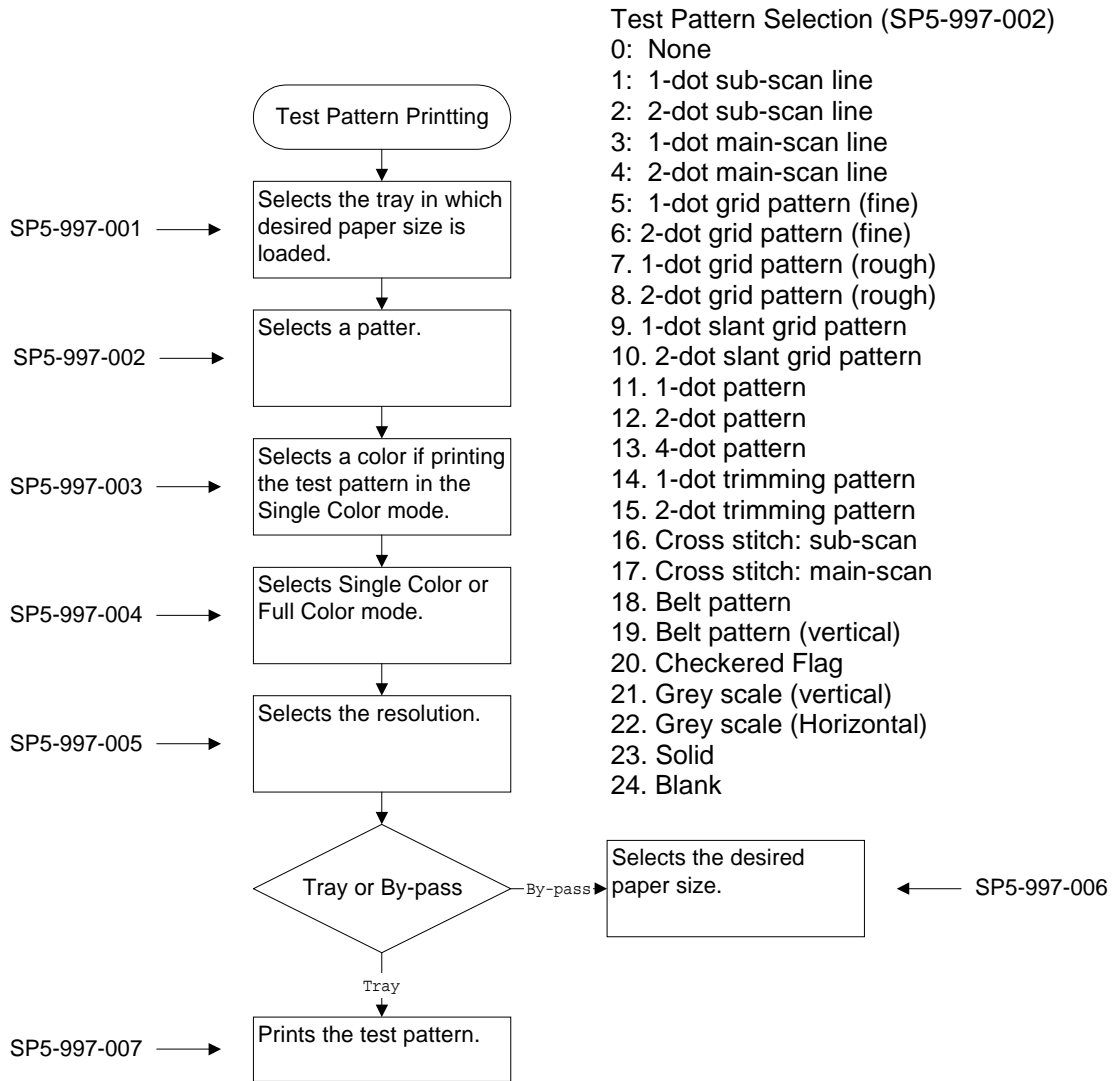 Test Pattern Selection (SP5-997-002)
0: None
1: 1-dot sub-scan line
2: 2-dot sub-scan line
3: 1-dot main-scan line
4: 2-dot main-scan line
5: 1-dot grid pattern (fine)
6: 2-dot grid pattern (fine)
7. 1-dot grid pattern (rough)
8. 2-dot grid pattern (rough)
9. 1-dot slant grid pattern
10. 2-dot slant grid pattern
11. 1-dot pattern
12. 2-dot pattern
13. 4-dot pattern
14. 1-dot trimming pattern
15. 2-dot trimming pattern
16. Cross stitch: sub-scan
17. Cross stitch: main-scan
18. Belt pattern
19. Belt pattern (vertical)
20. Checkered Flag
21. Grey scale (vertical)
22. Grey scale (Horizontal)
23. Solid
24. Blank
Test Pattern Printting
SP5-997-001
Selects the tray in which
desired paper size is
loaded.
SP5-997-002
Selects a patter.
SP5-997-003
Selects a color if printing
the test pattern in the
Single Color mode.
SP5-997-004
Selects Single Color or
Full Color mode.
SP5-997-005
Selects the resolution.
Tray or By-pass
By-pass
Selects the desired
paper size.
SP5-997-006
Tray
SP5-997-007
Prints the test pattern.